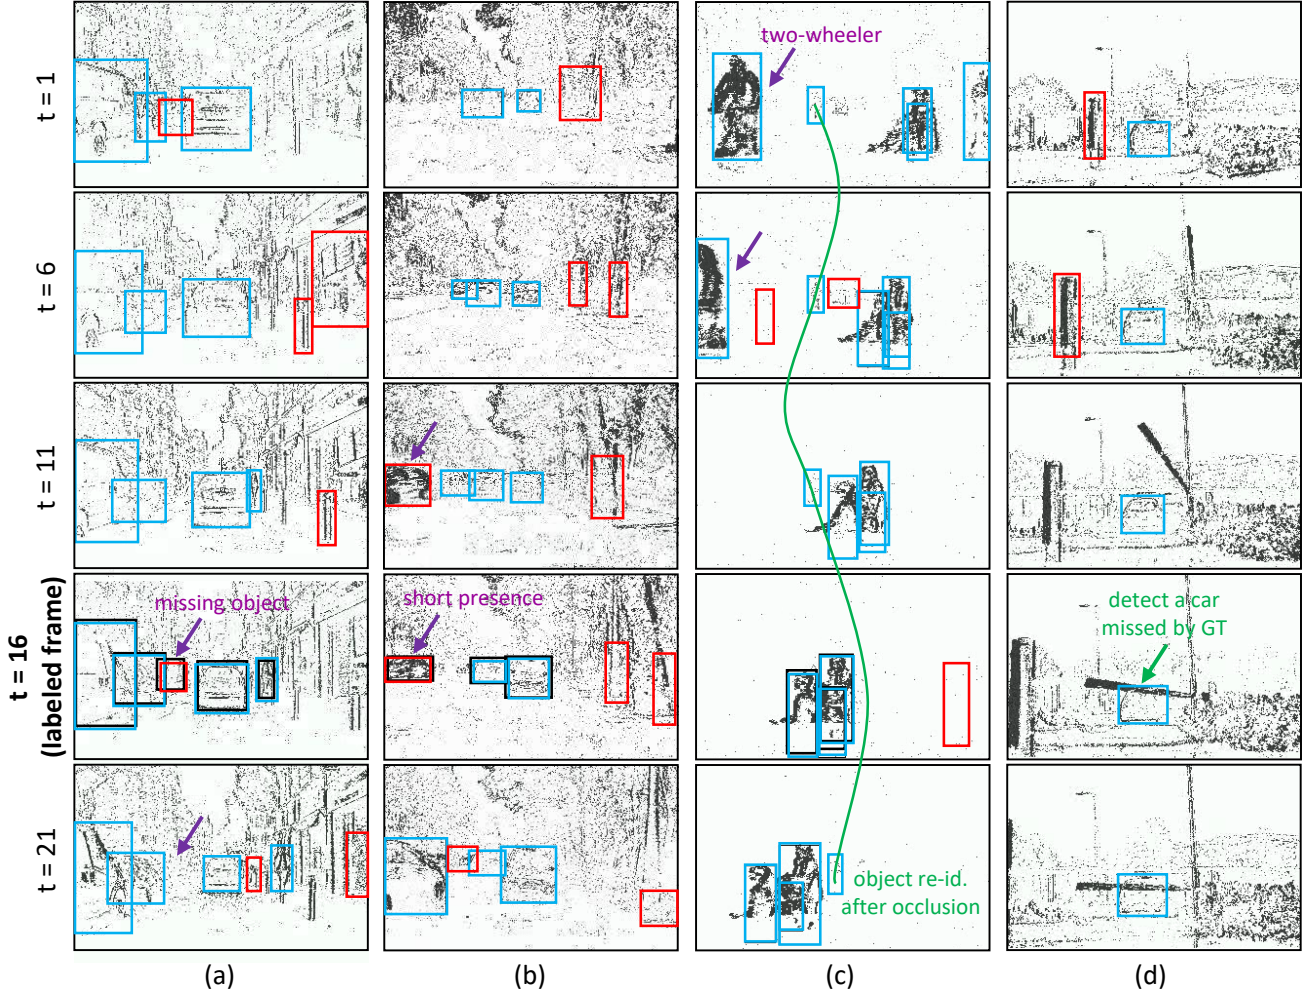 two-wheeler
t = 1
t = 6
t = 11
missing object
short presence
detect a car
missed by GT
t = 16
(labeled frame)
object re-id.
after occlusion
t = 21
(a)
(b)
(c)
(d)